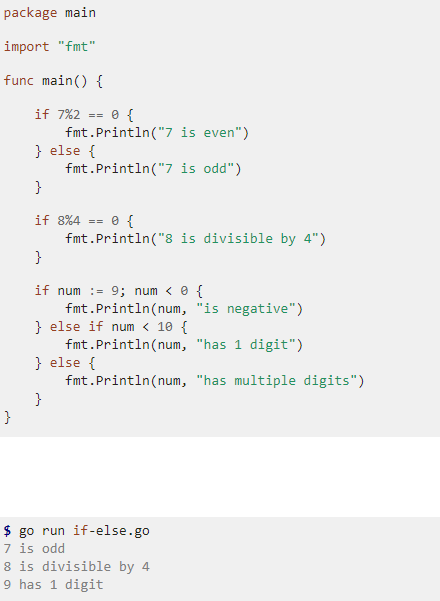 package main
import "fmt"
func main() {
if 7%2 == 0 {
fmt.Println("7 is even")
} else {
fmt.Println("7 is odd")
}
if 8%4 == 0 {
fmt.Println("8 is divisible by 4")
}
if num := 9; num < 0 {
fmt.Println(num, "is negative")
} else if num < 10 {
fmt.Println(num, "has 1 digit")
} else {
fmt.Println(num, "has multiple digits")
}
}
$ go run if-else.go
7 is odd
8 is divisible by 4
9 has 1 digit